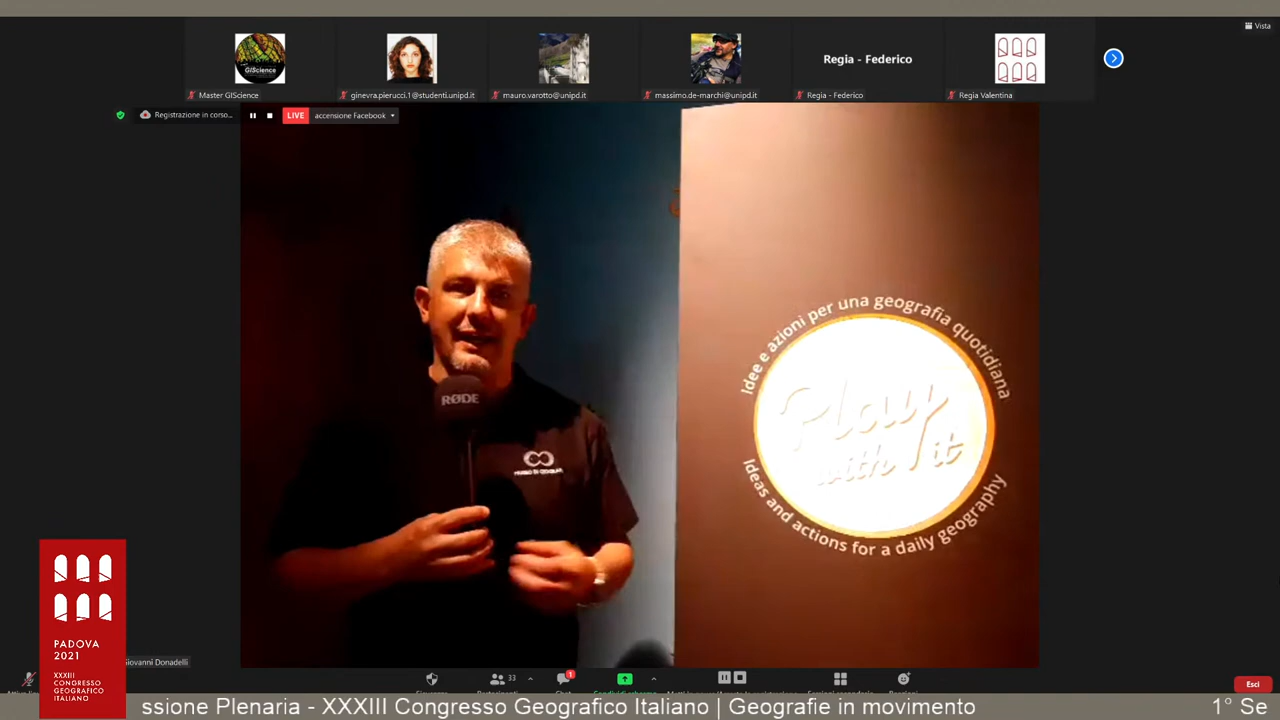 Vista
GIScience
Regia - Federico
Master GIScience
ginevra.pierucci.1@studenti.unipd.it
mauro.varotto@unipd.it
massimo.de-marchi@unipd.it
Regia - Federico
Regia Valentina
Registrazione in corso...
LIVE
accensione Facebook
RØDE
Idee e azioni per una geografia quotidiana
Play
with it
Ideas and actions for a daily geography
PADOVA
2021
XXXIII
CONGRESSO
GEOGRAFICO
ITALIANO
Giovanni Donadelli
33
1
Esci
ssione Plenaria - XXXIII Congresso Geografico Italiano | Geografie in movimento
1° Se